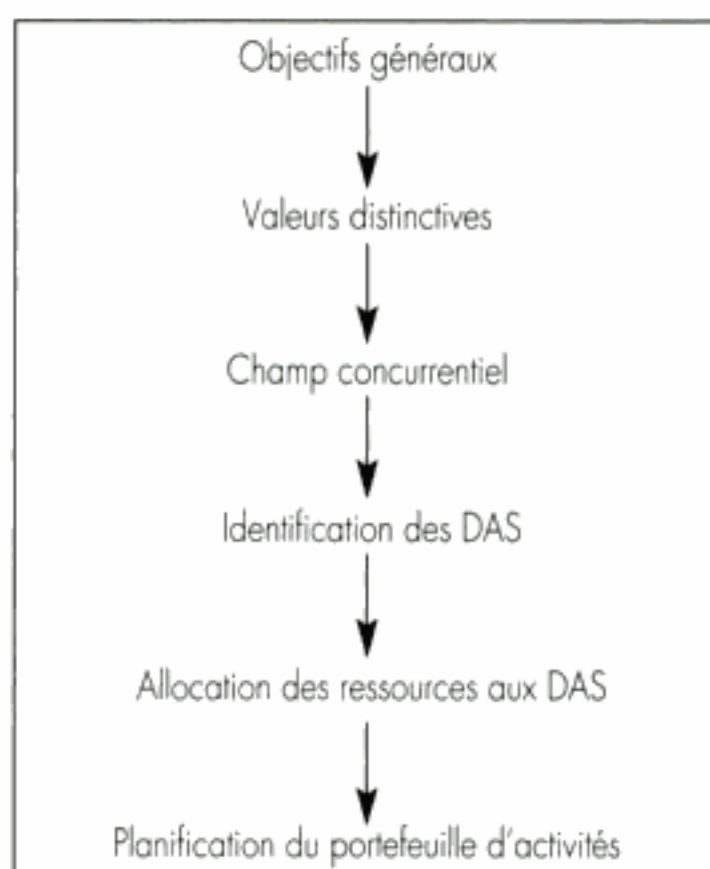 Objectifs généraux
Valeurs distinctives
Champ concurrentiel
Identification des DAS
Allocation des ressources aux DAS
Planification du portefeuille d'activités